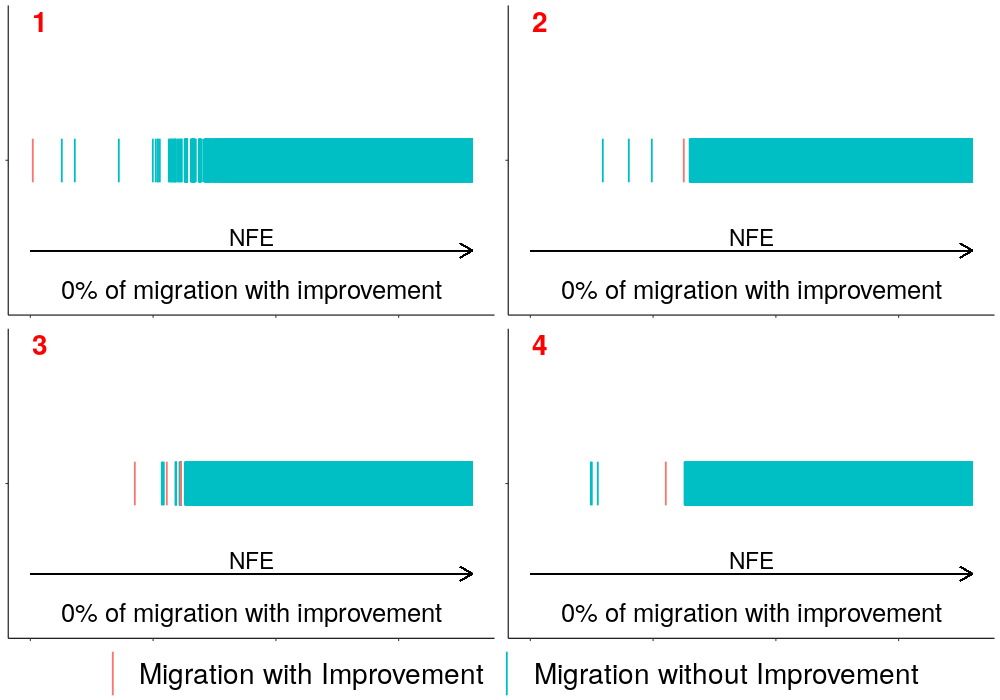 1
NFE
0% of migration with improvement
2
NFE
0% of migration with improvement
3
NFE
0% of migration with improvement
4
NFE
0% of migration with improvement
Migration with Improvement
Migration without Improvement